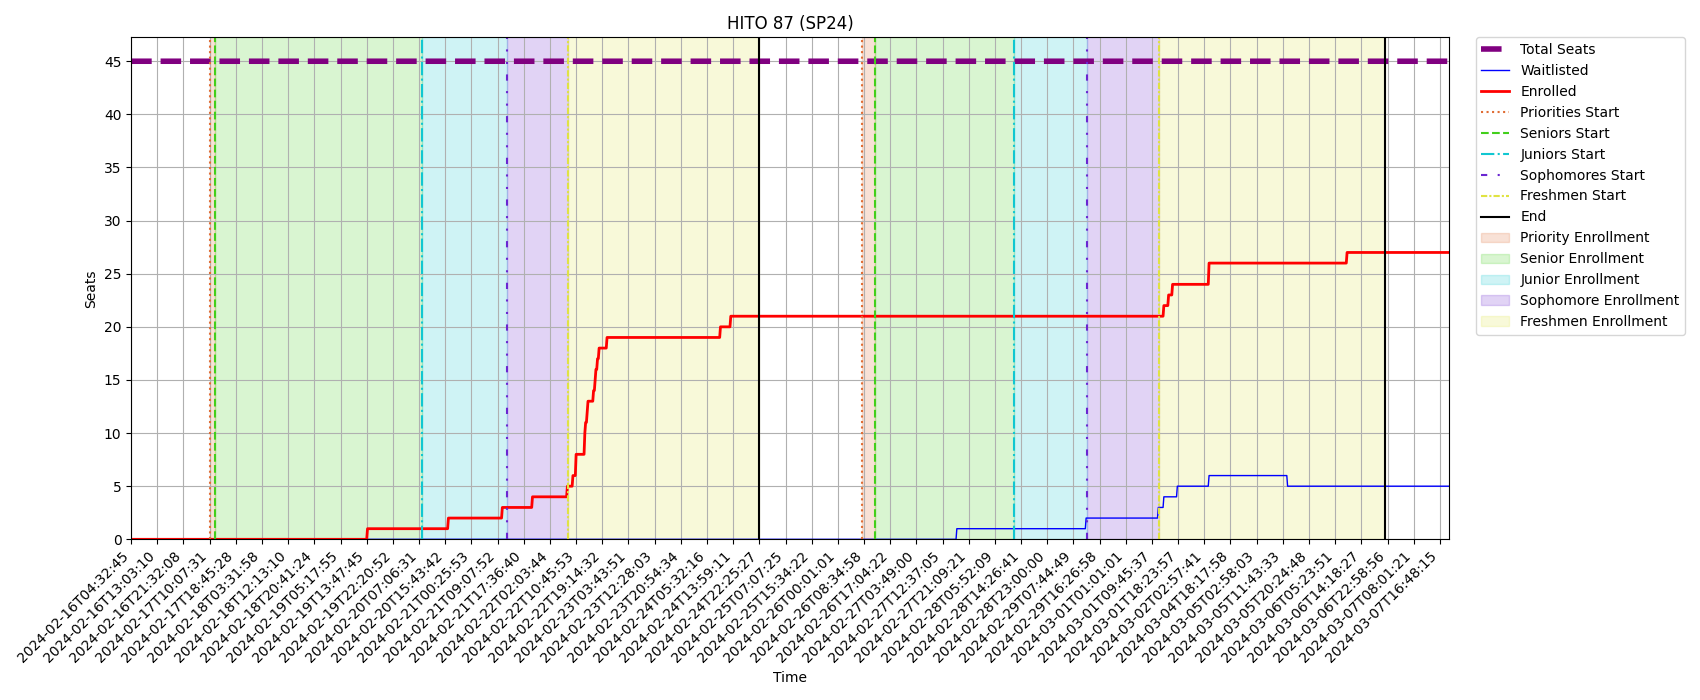 HITO 87 (SP24)
Seats
45
40
35
30
25
20
15
10
5
0
2024-02-16T04:32:45
2024-02-16T13:03:10
2024-02-16T21:32:08
2024-02-17T10:07:31
2024-02-17T18:45:28
2024-02-18T03:31:58
2024-02-18T12:13:10
2024-02-18T20:41:24
2024-02-19T05:17:55
2024-02-19T13:47:45
2024-02-19T22:20:52
2024-02-20T07:06:31
2024-02-20T15:43:42
2024-02-21T00:25:53
2024-02-21T09:07:52
2024-02-21T17:36:40
2024-02-22T02:03:44
2024-02-22T10:45:53
2024-02-22T19:14:32
2024-02-23T03:43:51
2024-02-23T12:28:03
2024-02-23T20:54:34
2024-02-24T05:32:16
2024-02-24T13:59:11
2024-02-24T22:25:27
2024-02-25T07:07:25
2024-02-25T15:34:22
2024-02-26T00:01:01
2024-02-26T08:34:58
2024-02-26T17:04:22
2024-02-27T03:49:00
2024-02-27T12:37:05
2024-02-27T21:09:21
2024-02-28T05:52:09
2024-02-28T14:26:41
2024-02-28T23:00:00
2024-02-29T07:44:49
2024-02-29T16:26:58
2024-03-01T01:01:01
2024-03-01T09:45:37
2024-03-01T18:23:57
2024-03-02T02:57:41
2024-03-04T18:17:58
2024-03-05T02:58:03
2024-03-05T11:43:33
2024-03-05T20:24:48
2024-03-06T05:23:51
2024-03-06T14:18:27
2024-03-06T22:58:56
2024-03-07T08:01:21
2024-03-07T16:48:15
Time
Total Seats
Waitlisted
Enrolled
Priorities Start
Seniors Start
Juniors Start
Sophomores Start
Freshmen Start
End
Priority Enrollment
Senior Enrollment
Junior Enrollment
Sophomore Enrollment
Freshmen Enrollment